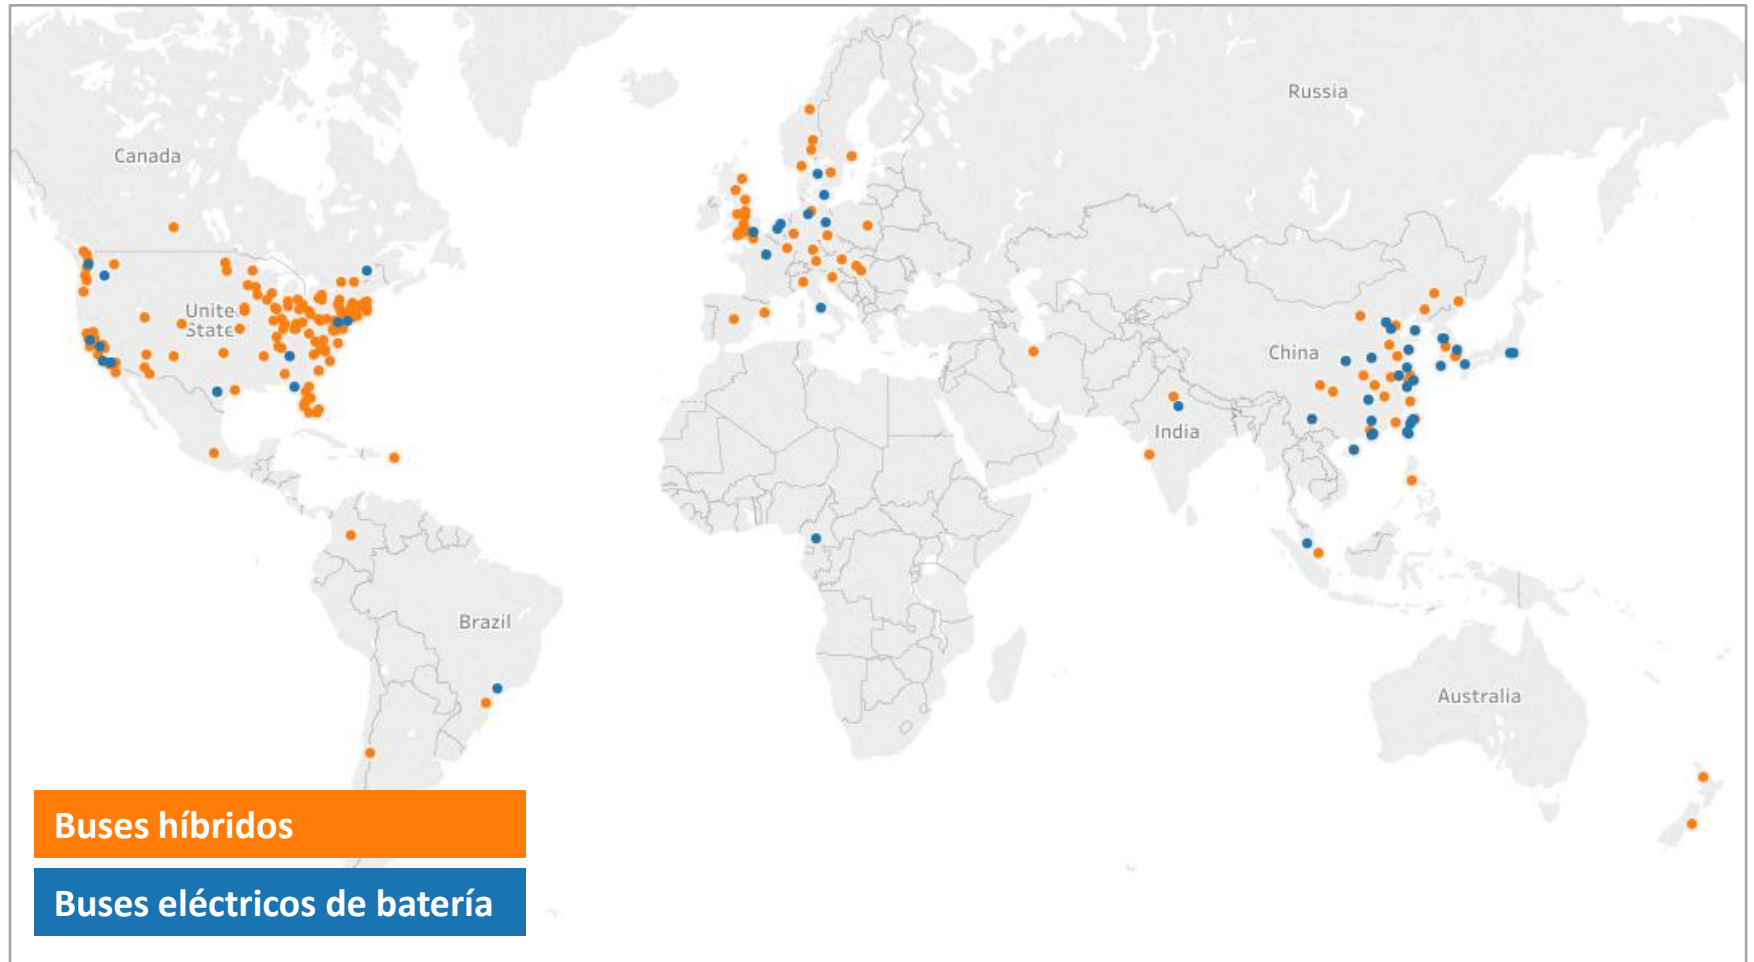 Russia
Canada
Unite
State
China
India
Brazil
Australia
Buses híbridos
Buses eléctricos de batería